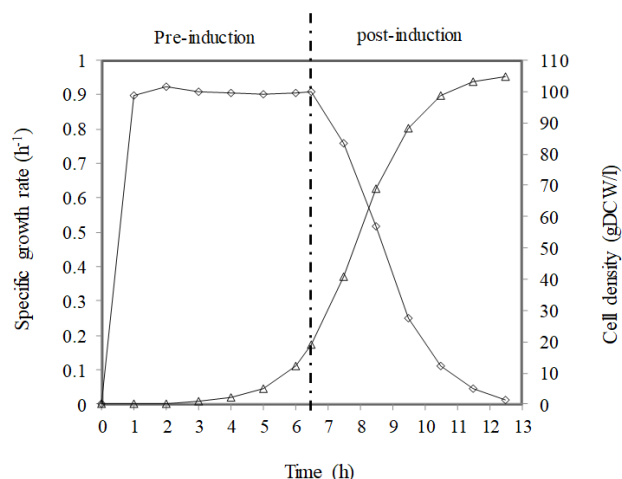 Pre-induction post-induction
1 110
0.9 100
0.8 90
0.7 80
0.6 70
0.5 60
0.4 50
0.3 40
0.2 30
0.1 20
0 10
0
0 1 2 3 4 5 6 7 8 9 10 11 12 13
Specific growth rate (h-1)
Cell density (gDCW/l)
Time (h)